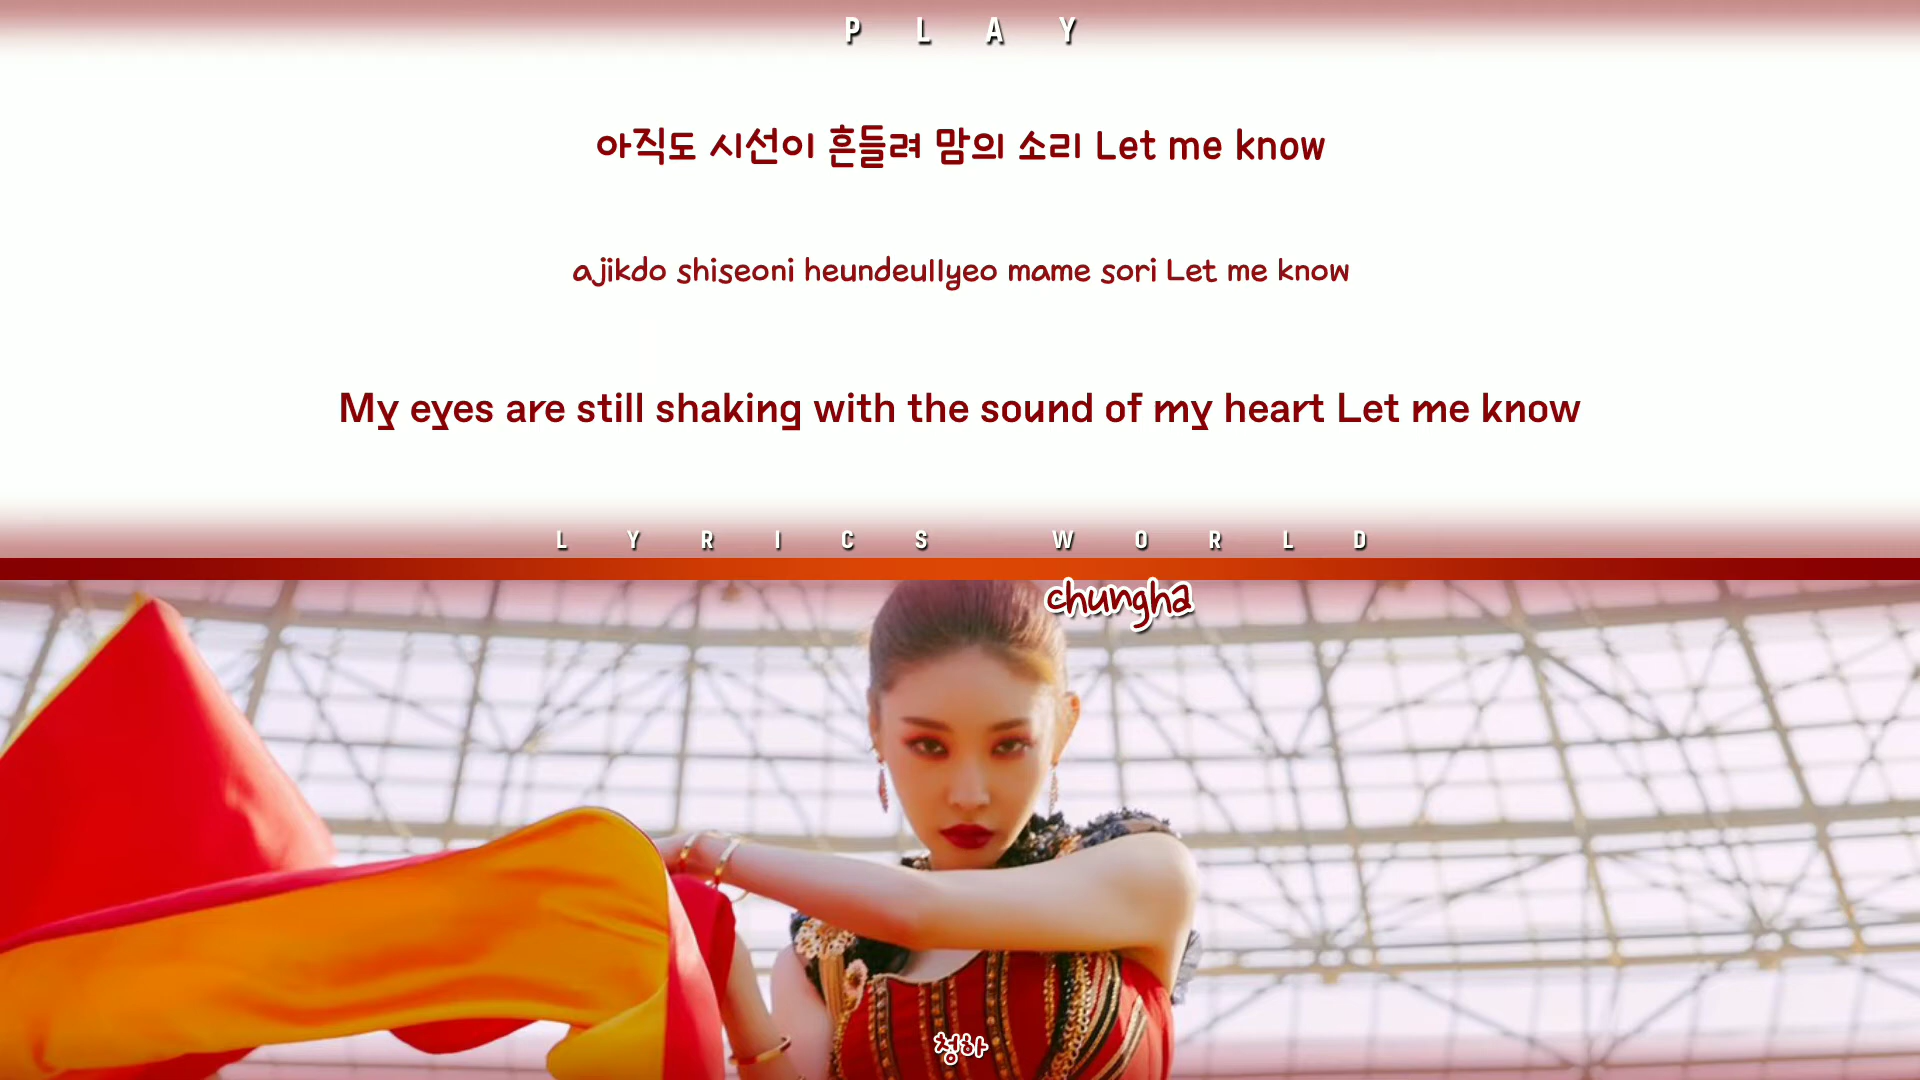 P L A Y
아직도 시선이 흔들려 맘의 소리 Let me know
ajikdo shiseoni heundeullyeo mame sori Let me know
My eyes are still shaking with the sound of my heart Let me know
L Y R I C S W O R L D
chungha
청하